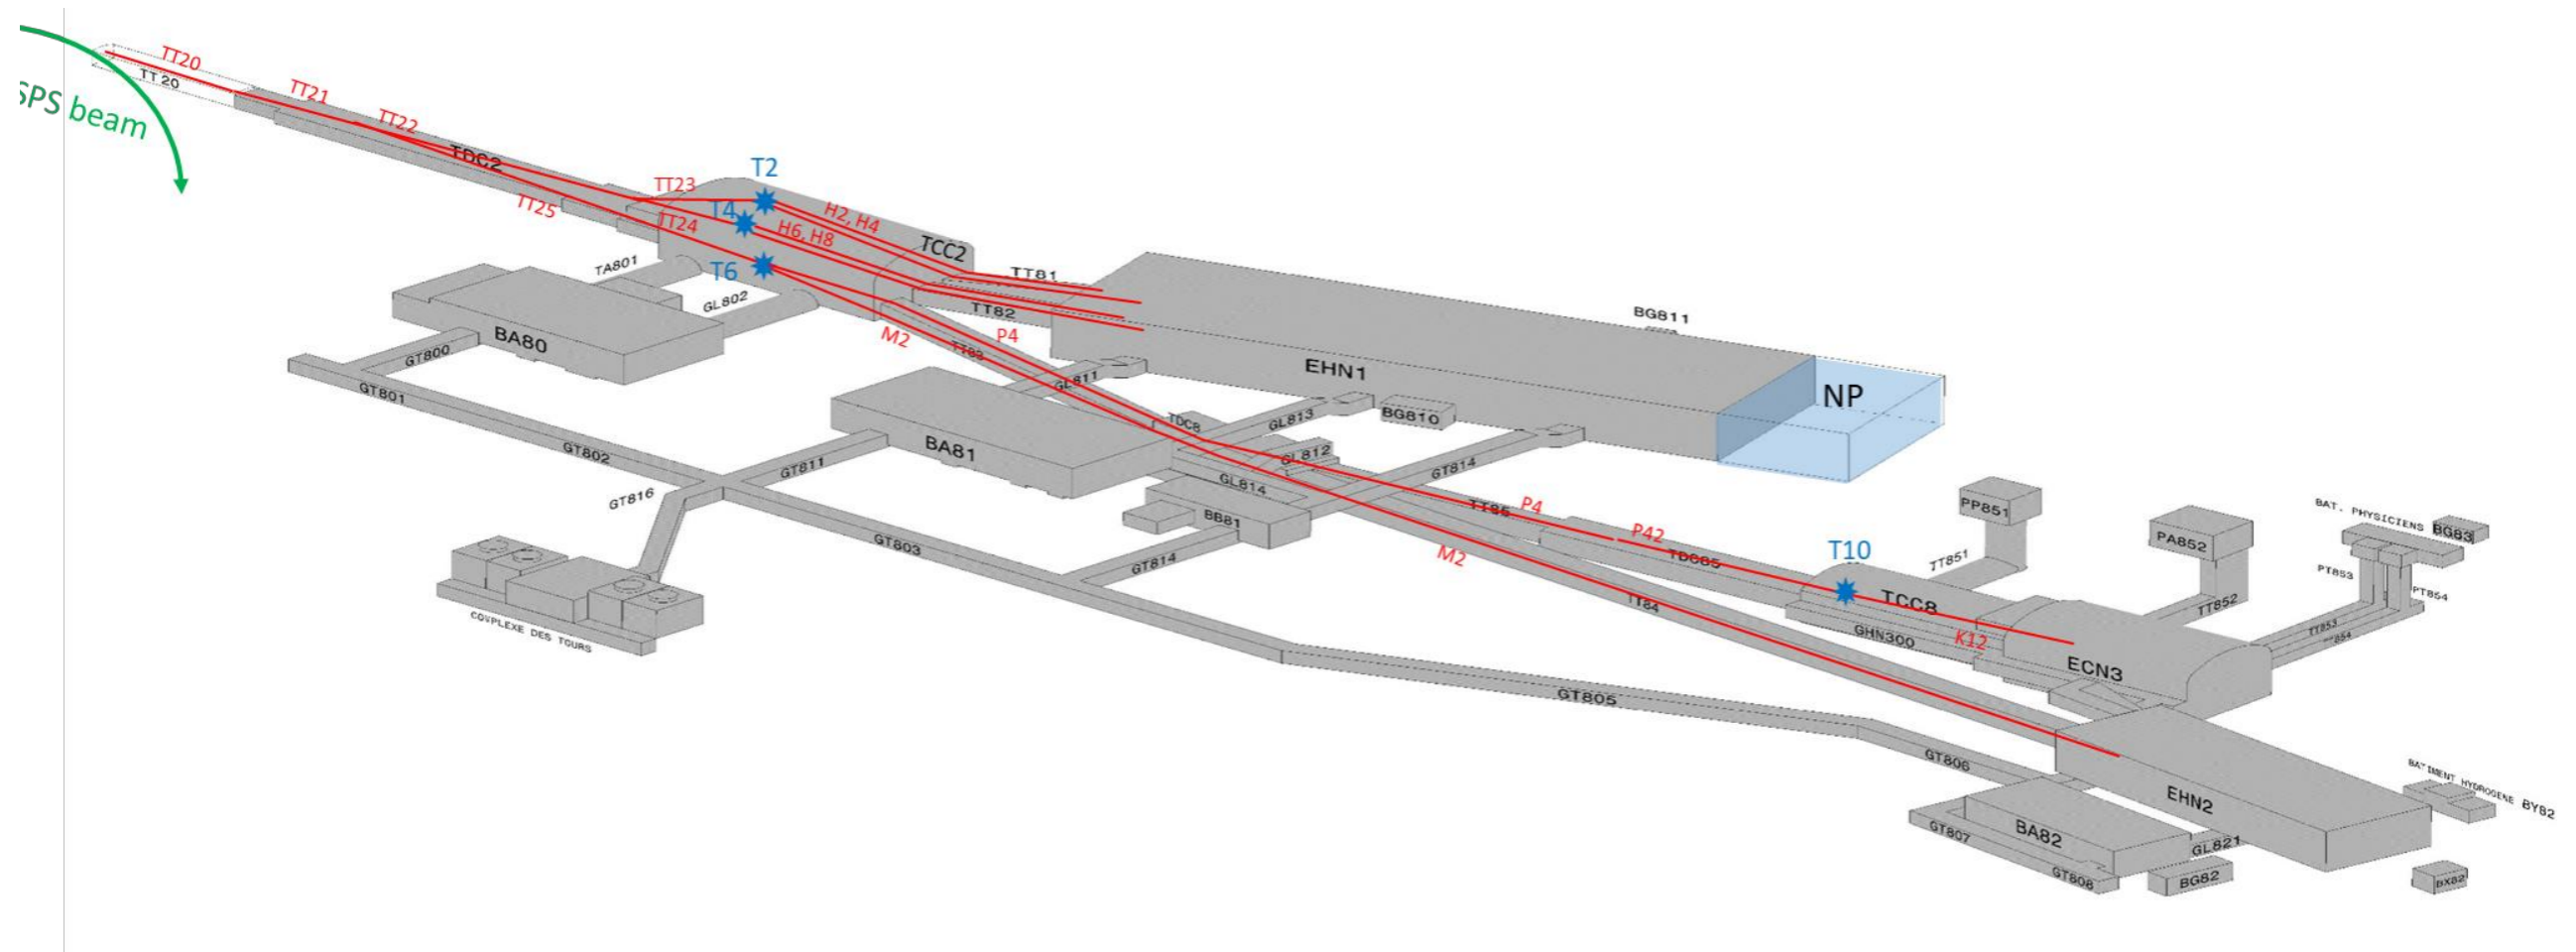 TT20
TT 20
SPS beam
TT21
TT22
TDC2
TT25
TT23
T2
T4
TT24
T6
H2, H4
H6, H8
TCC2
TT81
TT82
TA801
GL802
BA80
GT800
GT801
M2
P4
TT83
GL811
EHN1
BG811
NP
BG810
GL813
TDC8
GL812
BA81
GT802
GT811
GT816
GL814
GT814
BB81
GT803
GT814
COUPLEXE DES TOURS
TT85
P4
P42
TDC85
M2
TT84
T10
TCC8
GHN300
K12
ECN3
PP851
TT851
PA852
TT852
BAT. PHYSICIENS BG83
PT853
PT854
TT853
GT805
GT806
EHN2
BATIMENT HYDROGENE BY82
BA82
GT807
GT808
GL821
BG82
BX82